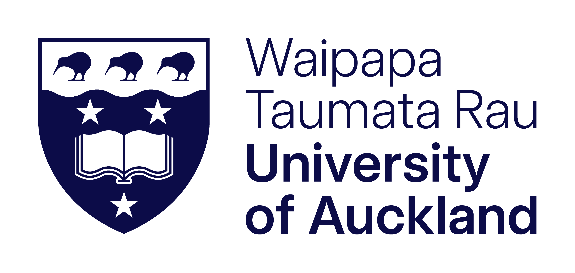 Waipapa
Taumata Rau
University
of Auckland